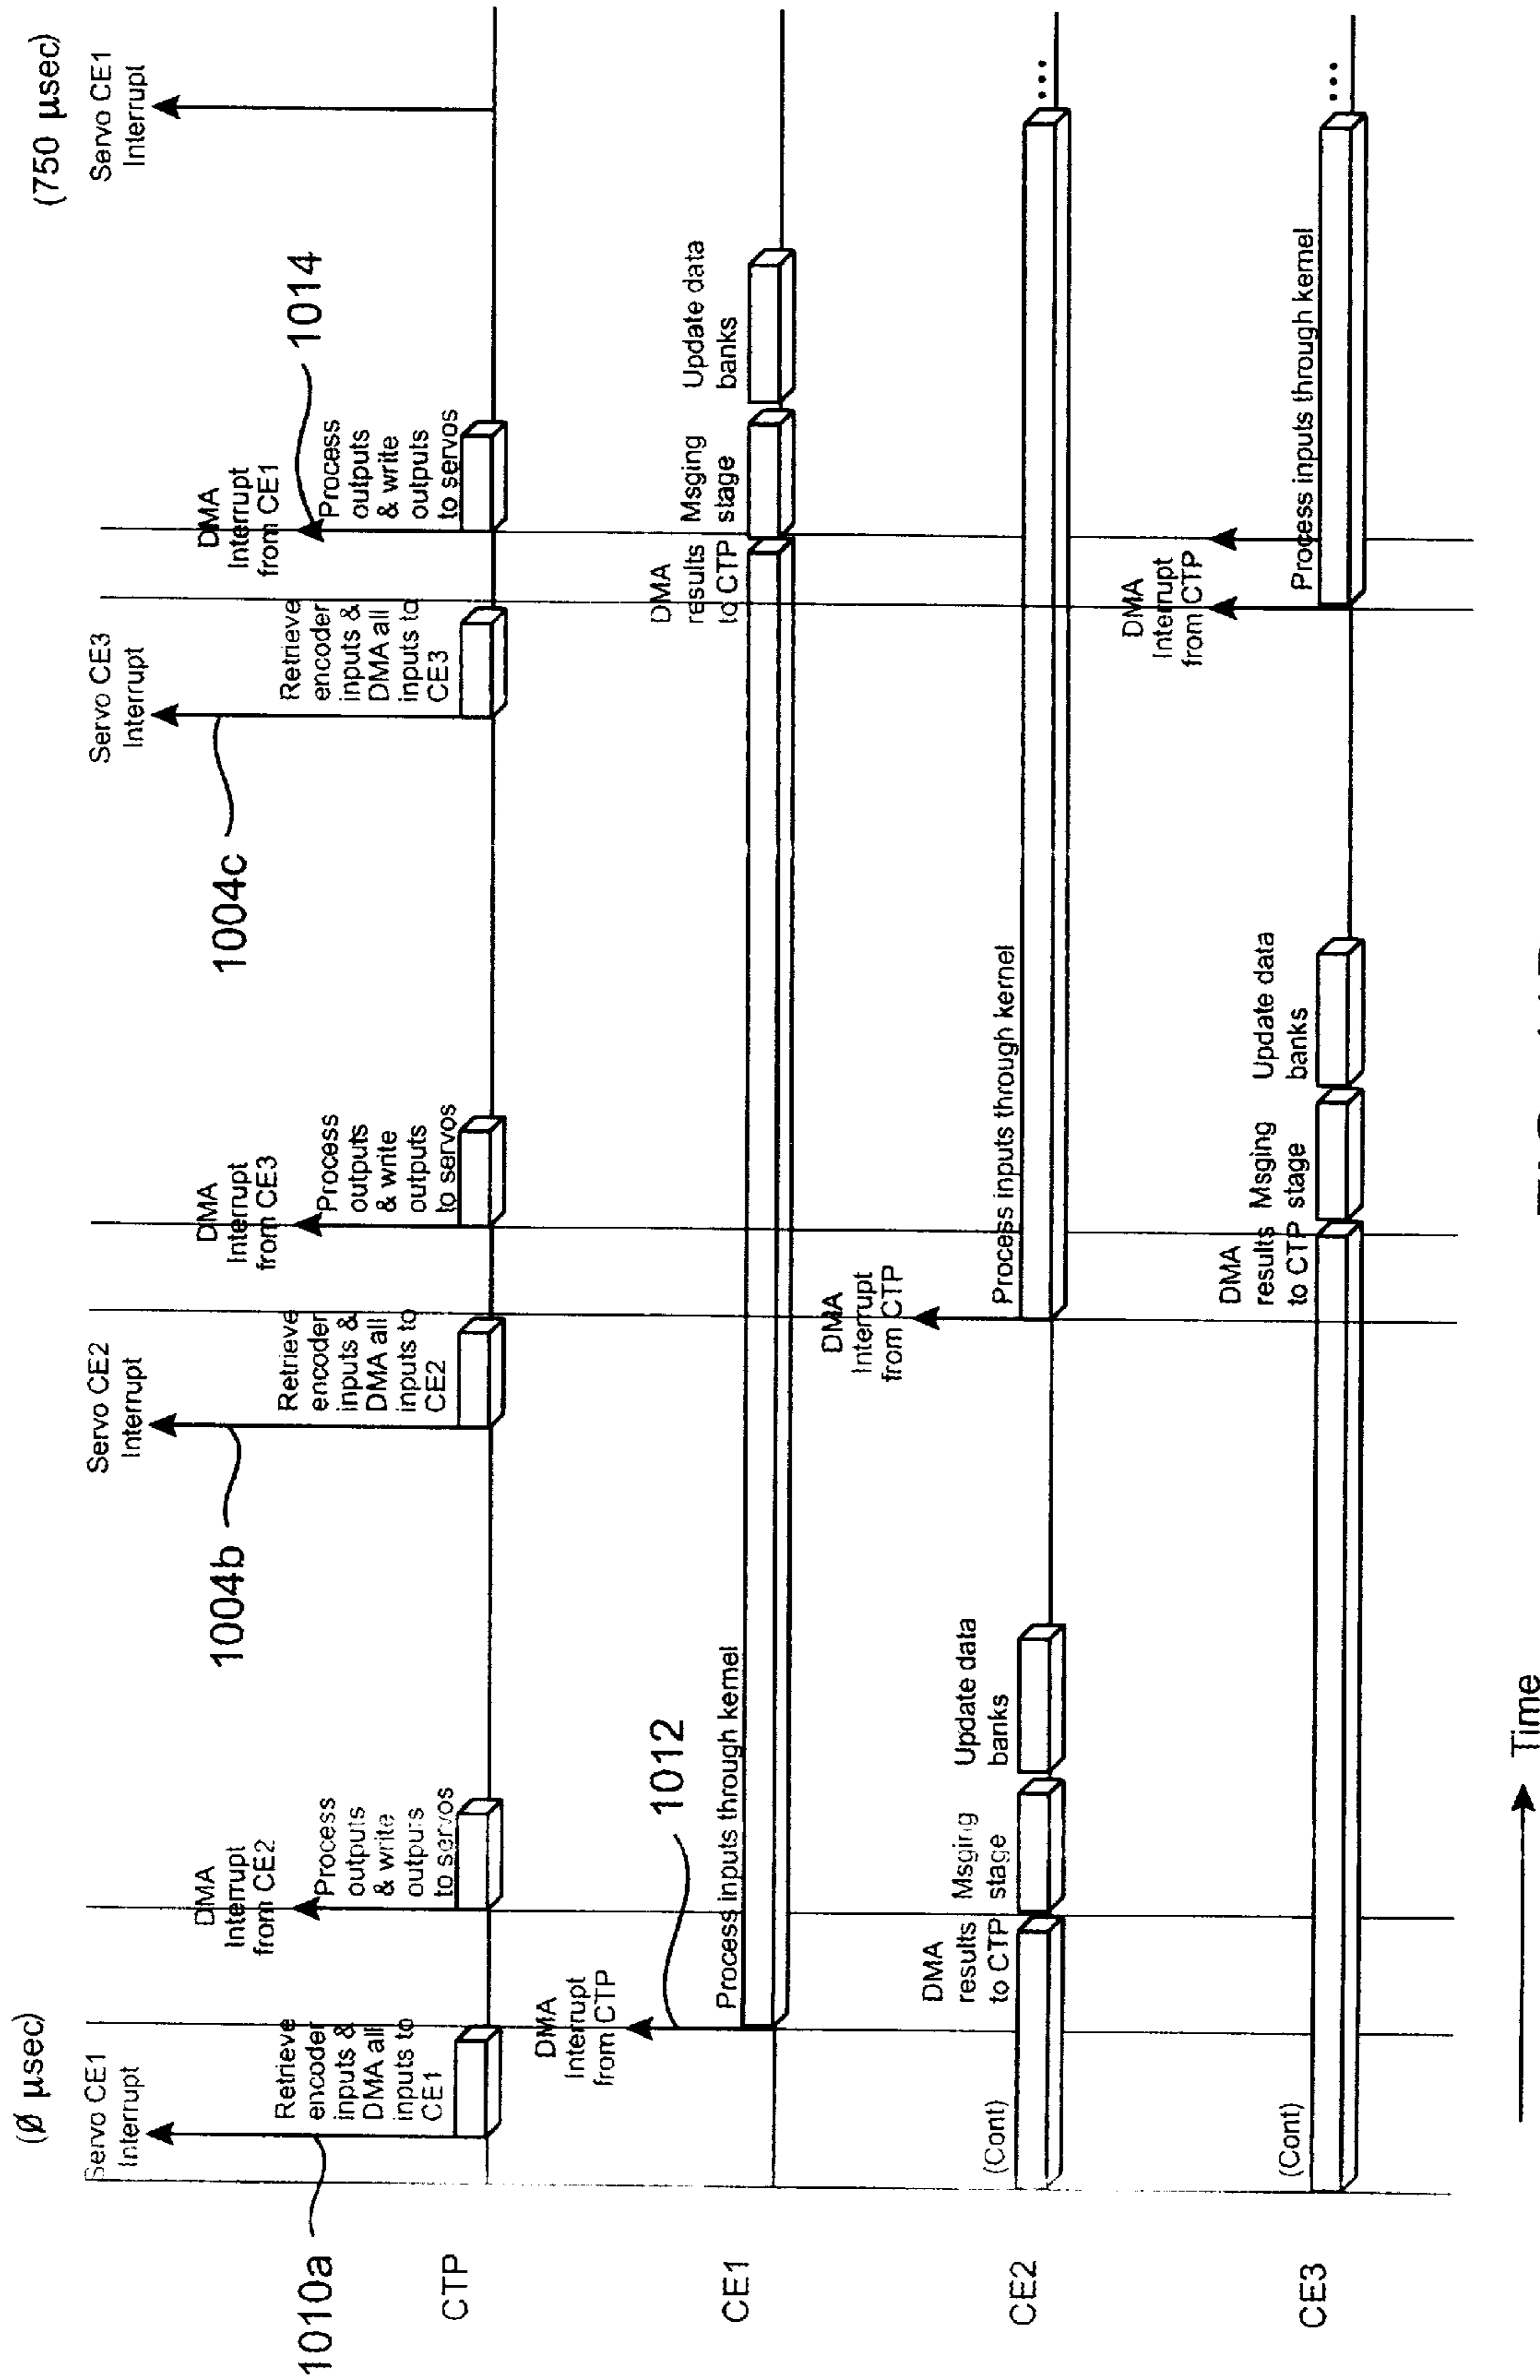 (Ø µsec)
(750 µsec)
Servo CE1
Interrupt
Servo CE2
Interrupt
Servo CE3
Interrupt
Servo CE1
Interrupt
1010a
1004b
1004c
1014
DMA
Interrupt
from CE2
DMA
Interrupt
from CE3
DMA
Interrupt
from CE1
Retrieve
encoder
inputs &
DMA all
inputs to
CE1
Process
outputs
& write
outputs
to servos
Retrieve
encoder
inputs &
DMA all
inputs to
CE2
Process
outputs
& write
outputs
to servos
Retrieve
encoder
inputs &
DMA all
inputs to
CE3
Process
outputs
& write
outputs
to servos
CTP
DMA
Interrupt
from CTP
1012
Process inputs through kernel
DMA
results
to CTP
Msging
stage
Update data
banks
CE1
(Cont)
DMA
results
to CTP
Msging
stage
Update data
banks
DMA
Interrupt
from CTP
Process inputs through kernel
...
CE2
(Cont)
DMA
results
to CTP
Msging
stage
Update data
banks
DMA
Interrupt
from CTP
Process inputs through kernel
...
CE3
Time